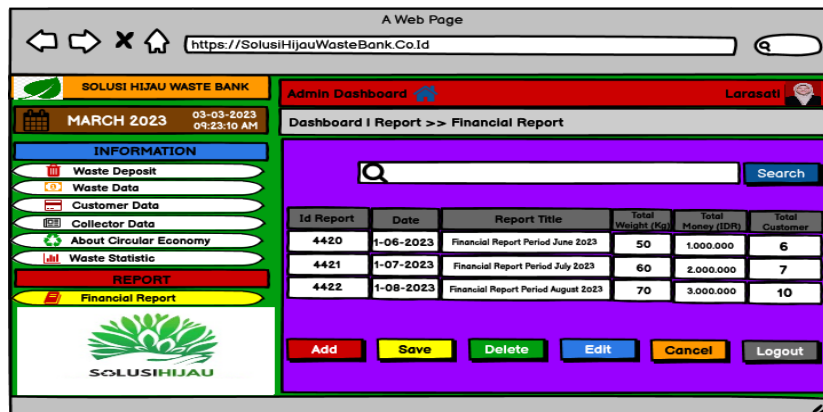 A Web Page
https://SolusiHijauWasteBank.Co.Id
SOLUSI HIJAU WASTE BANK
Admin Dashboard
Larasati
MARCH 2023
03-03-2023
09:23:10 AM
Dashboard I Report >> Financial Report
INFORMATION
Waste Deposit
Waste Data
Customer Data
Collector Data
About Circular Economy
Waste Statistic
REPORT
Financial Report
SOLUSIHIJAU
Search
Id Report Date Report Title Total Weight (Kg) Total Money (IDR) Total Customer
4420 1-06-2023 Financial Report Period June 2023 50 1.000.000 6
4421 1-07-2023 Financial Report Period July 2023 60 2.000.000 7
4422 1-08-2023 Financial Report Period August 2023 70 3.000.000 10
Add Save Delete Edit Cancel Logout